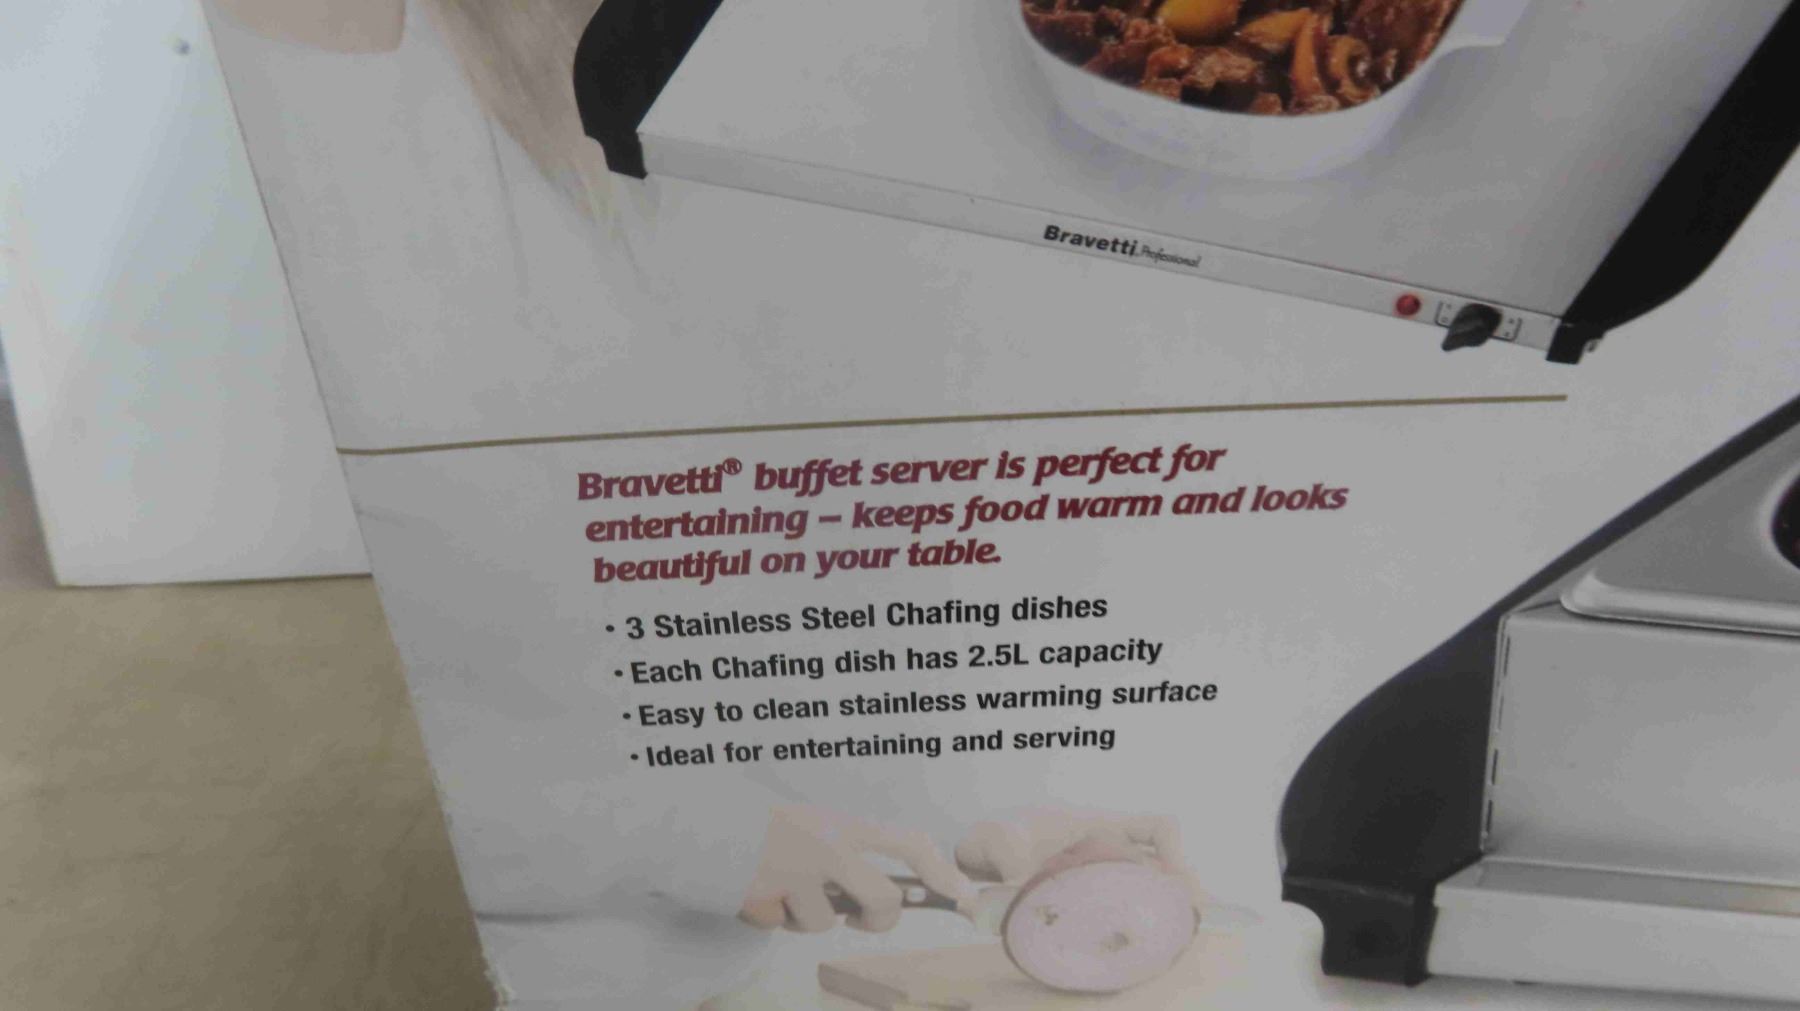 Bravetti Professional
Bravetti® buffet server is perfect for
entertaining – keeps food warm and looks
beautiful on your table.
• 3 Stainless Steel Chafing dishes
• Each Chafing dish has 2.5L capacity
• Easy to clean stainless warming surface
• Ideal for entertaining and serving